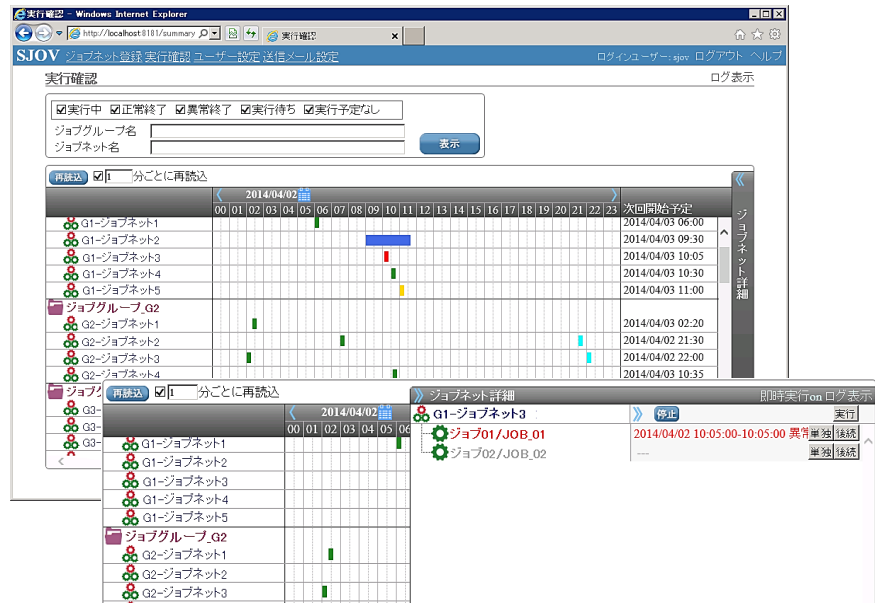 実行確認 - Windows Internet Explorer
http://localhost:8181/summary
実行確認
SJOV ジョブネット登録 実行確認 ユーザー設定 送信メール設定 ログインユーザー:sjov ログアウト ヘルプ
実行確認 ログ表示
実行中 正常終了 異常終了 実行待ち 実行予定なし
ジョブグループ名
ジョブネット名
表示
再読込 1 分ごとに再読込
2014/04/02
00 01 02 03 04 05 06 07 08 09 10 11 12 13 14 15 16 17 18 19 20 21 22 23 次回開始予定
G1-ジョブネット1 2014/04/03 06:00
G1-ジョブネット2 2014/04/03 09:30
G1-ジョブネット3 2014/04/03 10:05
G1-ジョブネット4 2014/04/03 10:30
G1-ジョブネット5 2014/04/03 11:00
ジョブグループ_G2
G2-ジョブネット1 2014/04/03 02:20
G2-ジョブネット2 2014/04/02 21:30
G2-ジョブネット3 2014/04/02 22:00
G2-ジョブネット4 2014/04/03 10:35
ジョブ
G3-
G3-
G3-
ジョブネット詳細
再読込 1 分ごとに再読込
2014/04/02
00 01 02 03 04 05 06
G1-ジョブネット1
G1-ジョブネット2
G1-ジョブネット3
G1-ジョブネット4
G1-ジョブネット5
ジョブグループ_G2
G2-ジョブネット1
G2-ジョブネット2
G2-ジョブネット3
ジョブネット詳細 即時実行on ログ表示
G1-ジョブネット3 停止 実行
ジョブ01/JOB_01 2014/04/02 10:05:00-10:05:00 異常 単独 後続
ジョブ02/JOB_02 --- 単独 後続